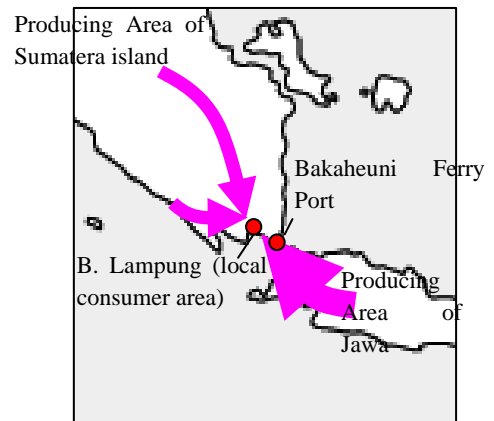 Producing Area of
Sumatera island
Bakaheuni Ferry
Port
B. Lampung (local
consumer area)
Producing
Area of
Jawa